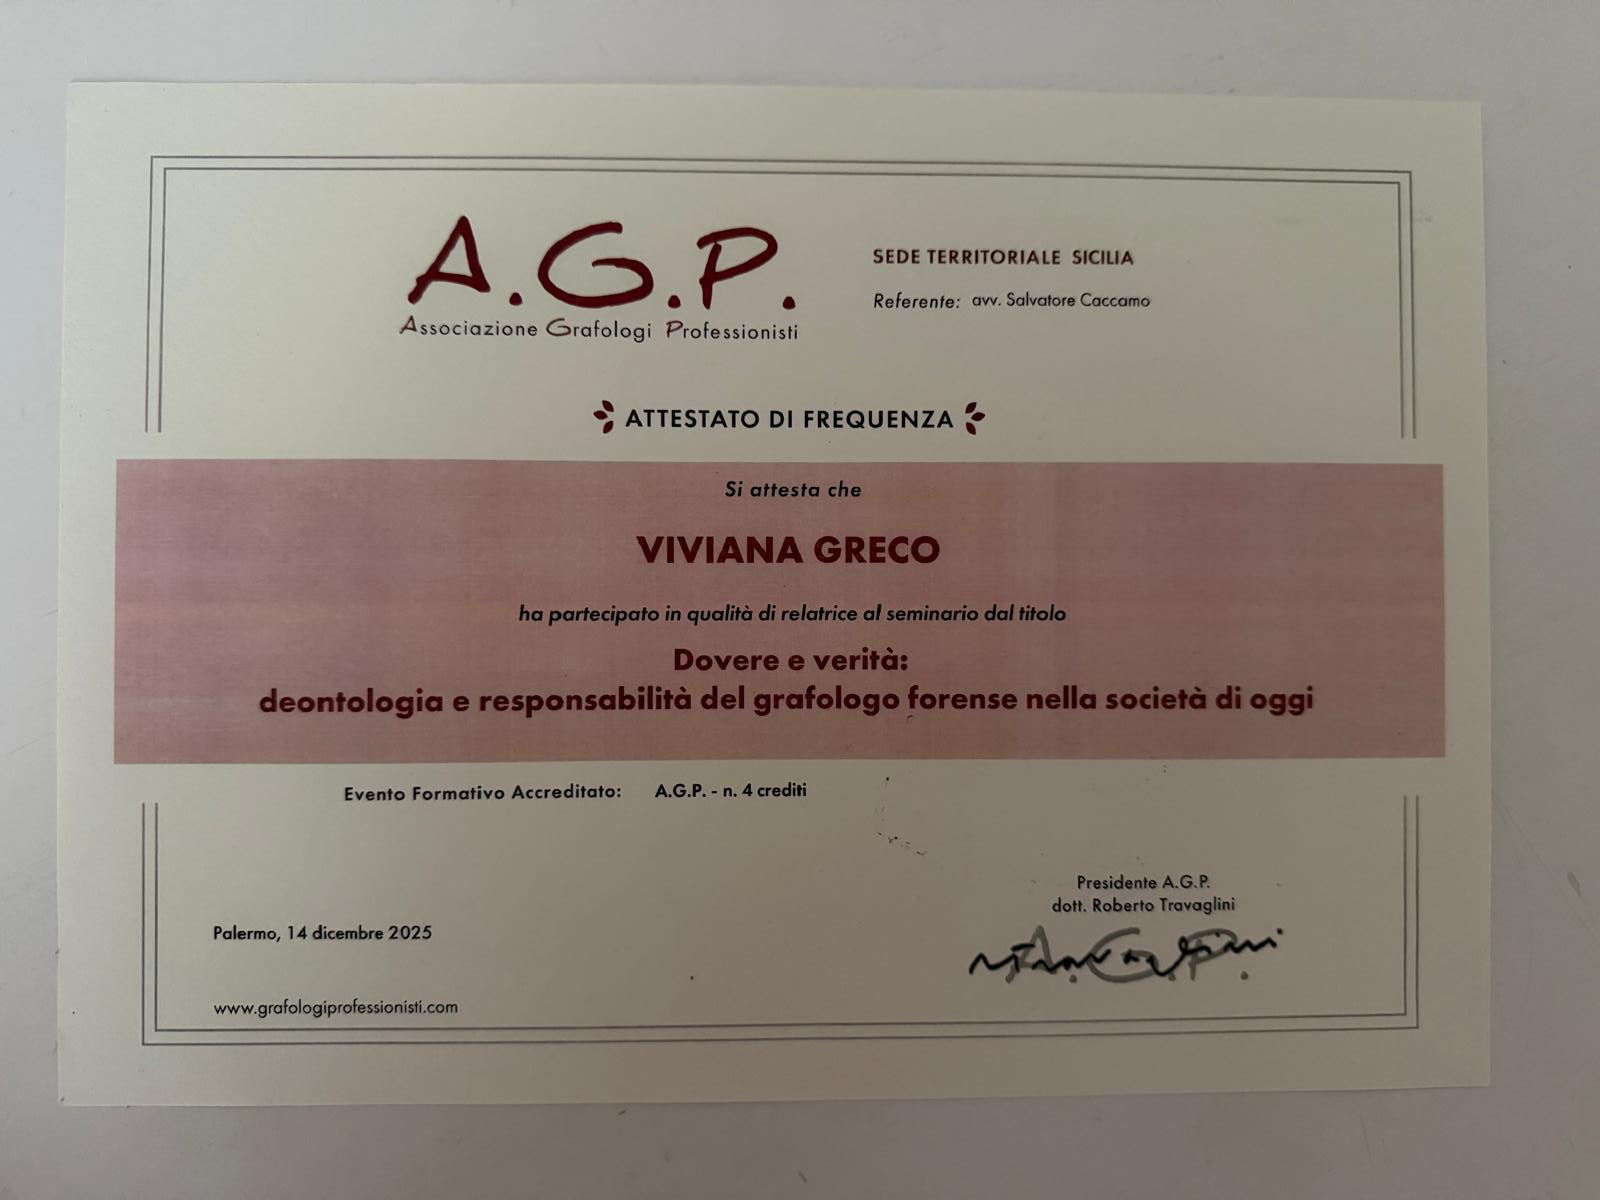 A.G.P.
Associazione Grafologi Professionisti
SEDE TERRITORIALE SICILIA
Referente: avv. Salvatore Caccamo
ATTESTATO DI FREQUENZA
Si attesta che
VIVIANA GRECO
ha partecipato in qualità di relatrice al seminario dal titolo
Dovere e verità:
deontologia e responsabilità del grafologo forense nella società di oggi
Evento Formativo Accreditato: A.G.P. - n. 4 crediti
Presidente A.G.P.
dott. Roberto Travaglini
Palermo, 14 dicembre 2025
A.G.P.
www.grafologiprofessionisti.com